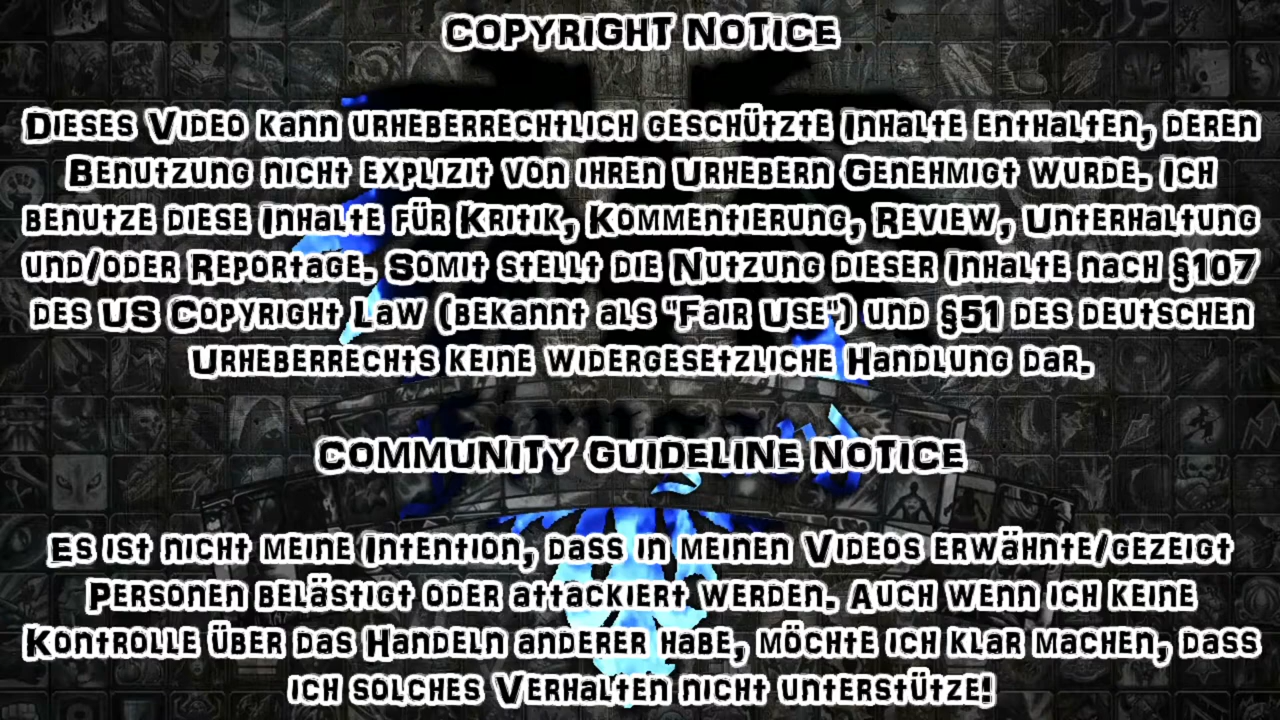 COPYRIGHT NOTICE
Dieses Video kann urheberrechtlich geschützte Inhalte enthalten, deren
Benutzung nicht explizit von ihren Urhebern Genehmigt wurde. Ich
benutze diese Inhalte für Kritik, Kommentierung, Review, Unterhaltung
und/oder Reportage. Somit stellt die Nutzung dieser Inhalte nach §107
des US Copyright Law (bekannt als "Fair Use") und §51 des deutschen
Urheberrechts keine widergesetzliche Handlung dar.
COMMUNITY GUIDELINE NOTICE
Es ist nicht meine Intention, dass in meinen Videos erwähnte/gezeigt
Personen belästigt oder attackiert werden. Auch wenn ich keine
Kontrolle über das Handeln anderer habe, möchte ich klar machen, dass
ich solches Verhalten nicht unterstütze!